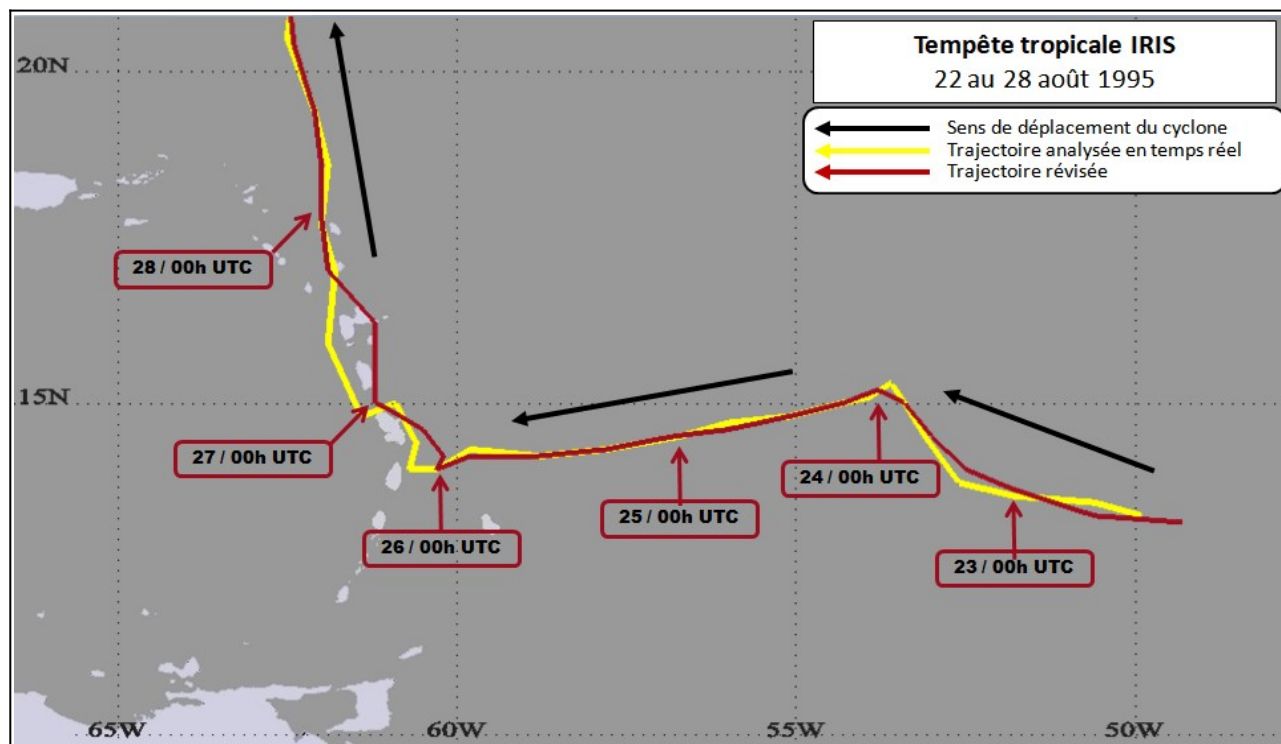 Tempête tropicale IRIS
22 au 28 août 1995
Sens de déplacement du cyclone
Trajectoire analysée en temps réel
Trajectoire révisée
20N
28 / 00h UTC
15N
27 / 00h UTC
24 / 00h UTC
25 / 00h UTC
26 / 00h UTC
23 / 00h UTC
65W
60W
55W
50W